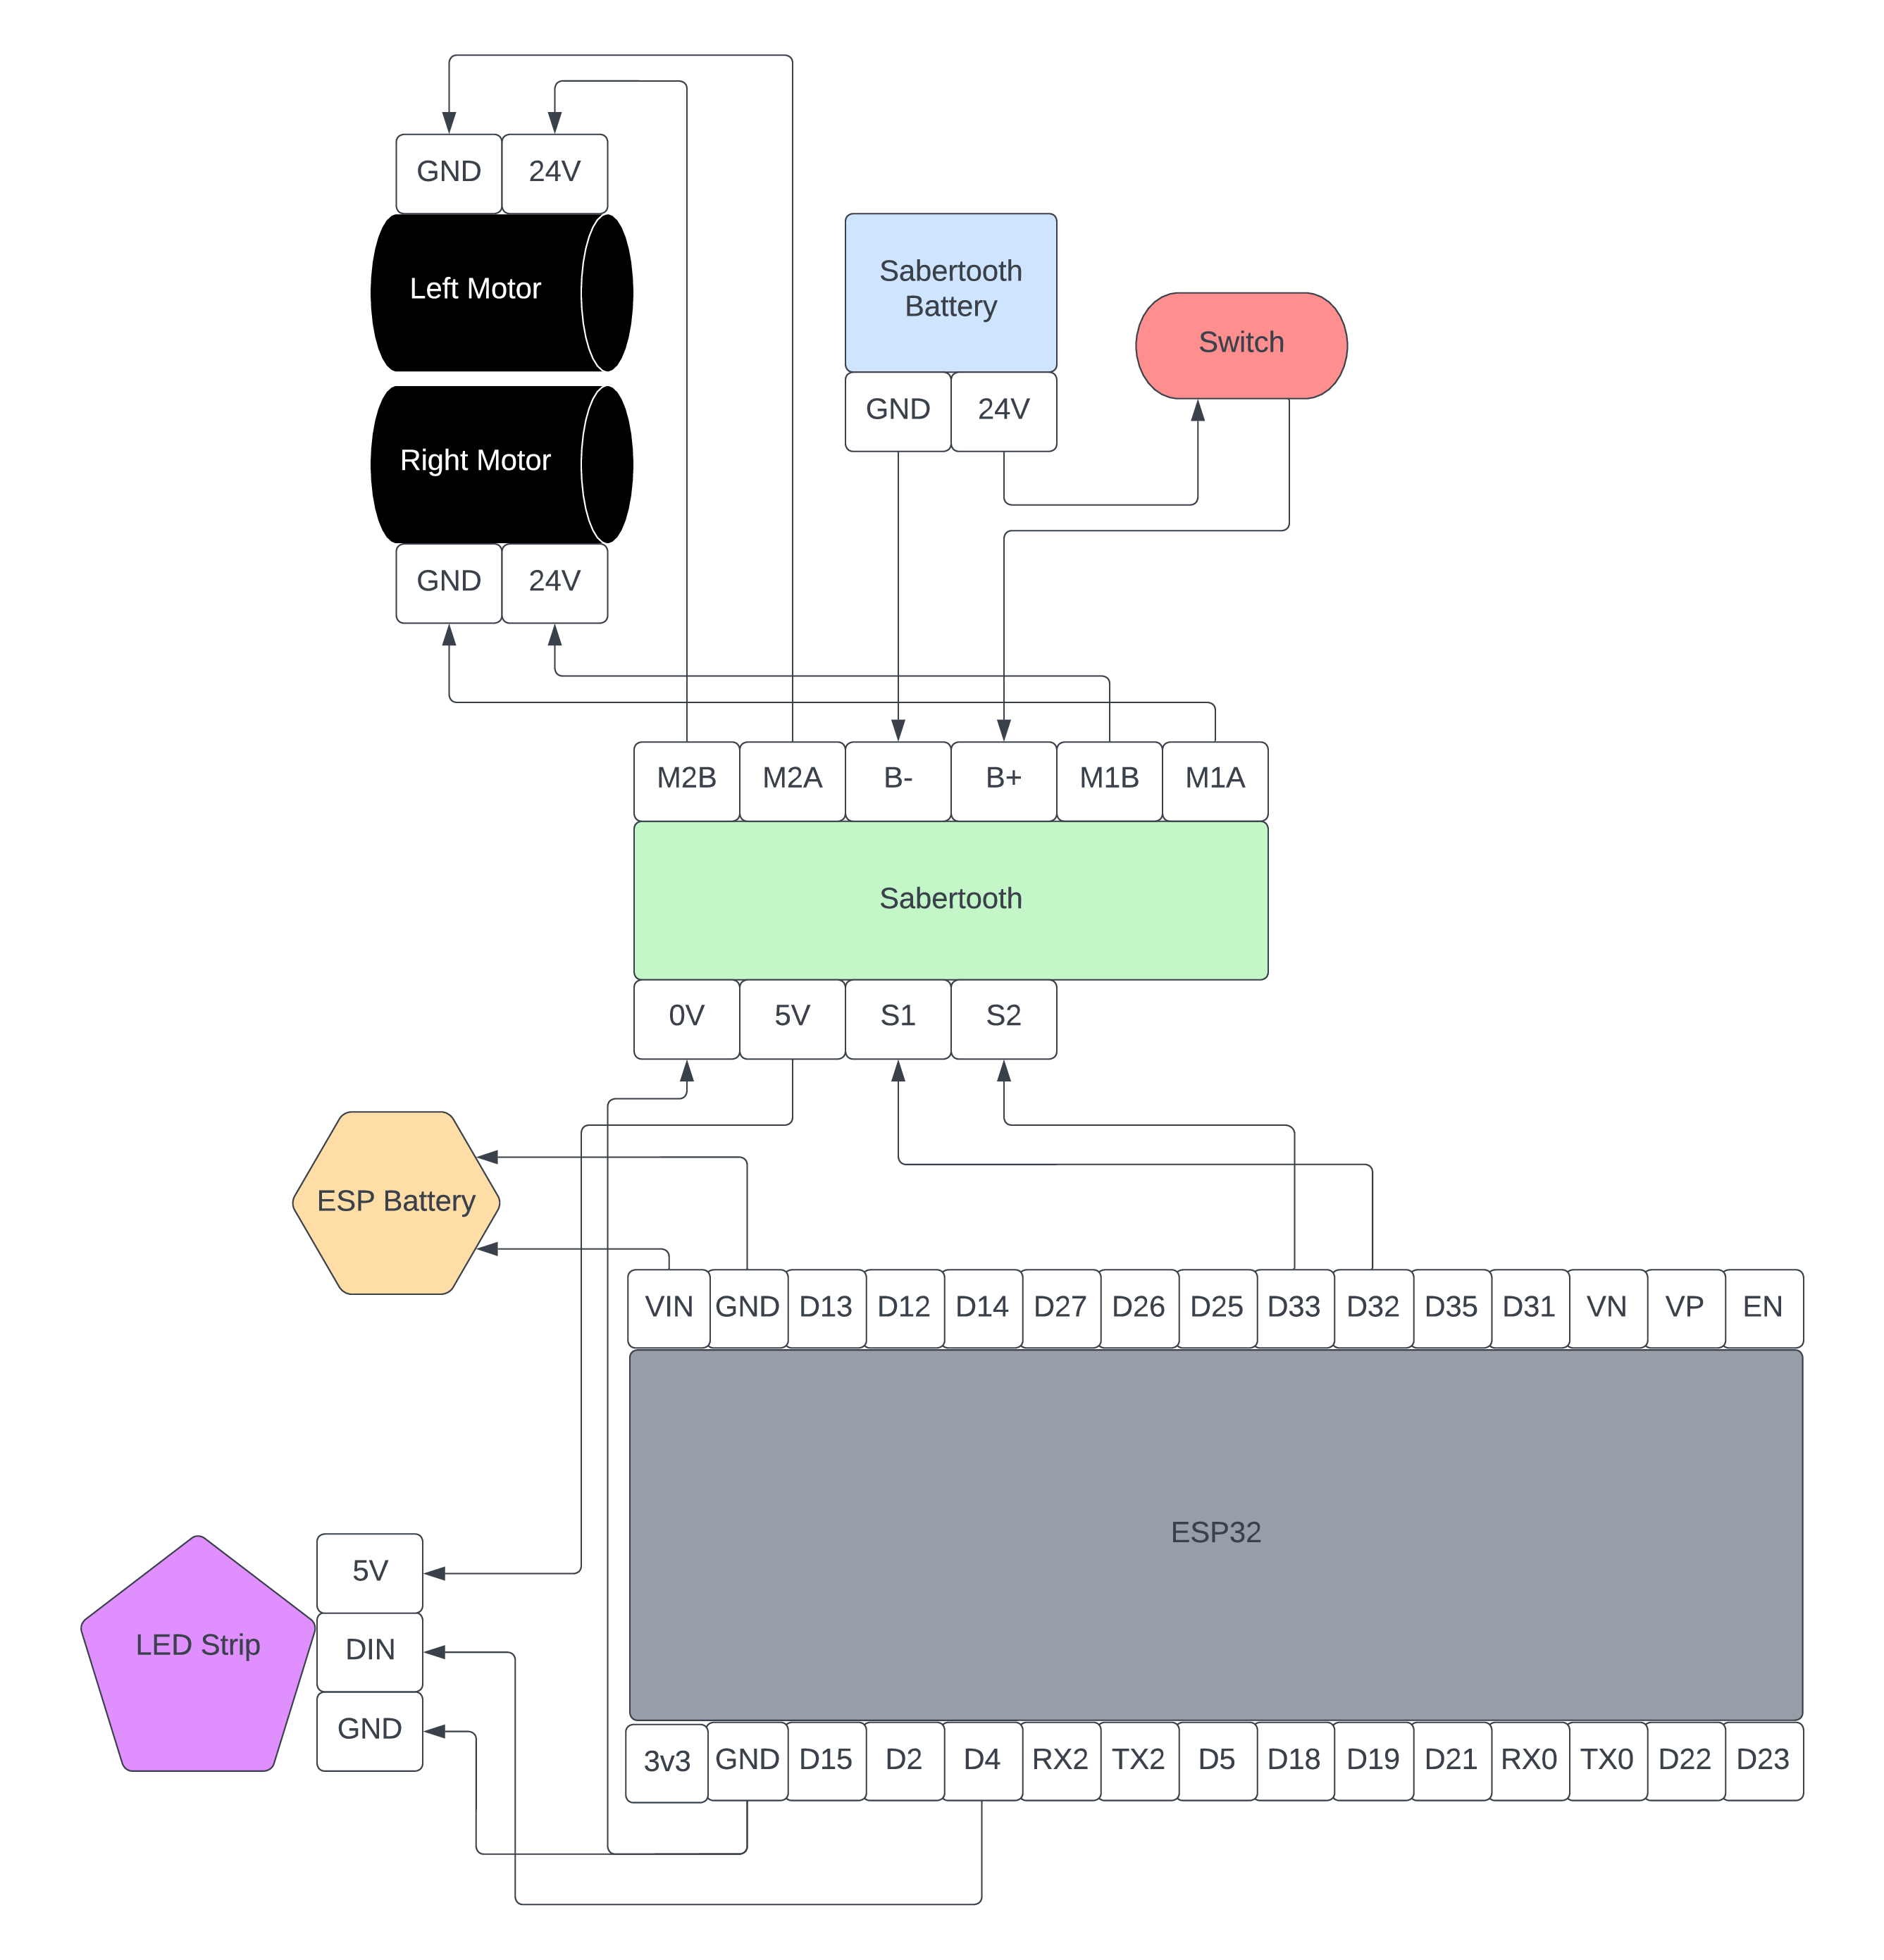 GND
24V
Left Motor
Right Motor
GND
24V
Sabertooth
Battery
GND
24V
Switch
M2B
M2A
B-
B+
M1B
M1A
Sabertooth
0V
5V
S1
S2
ESP Battery
VIN
GND
D13
D12
D14
D27
D26
D25
D33
D32
D35
D31
VN
VP
EN
ESP32
LED Strip
5V
DIN
GND
3v3
GND
D15
D2
D4
RX2
TX2
D5
D18
D19
D21
RX0
TX0
D22
D23